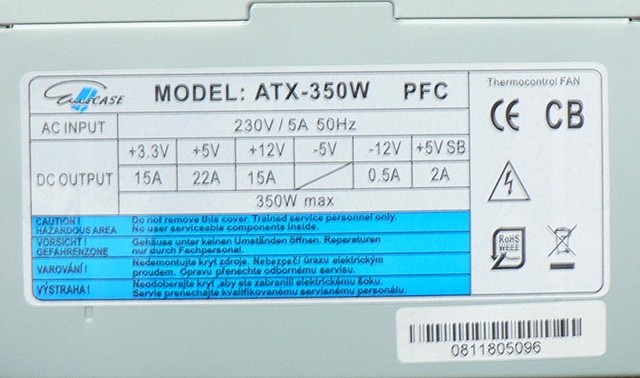 EuroCASE MODEL: ATX-350W PFC
Thermocontrol FAN
AC INPUT 230V / 5A 50Hz
CE CB
DC OUTPUT +3.3V +5V +12V -5V -12V +5V SB
15A 22A 15A 0.5A 2A
350W max
CAUTION ! Do not remove this cover. Trained service personnel only.
HAZARDOUS AREA No user serviceable components inside.
VORSICHT ! Gehäuse unter keinen Umständen öffnen. Reparaturen
GEFAHRENZONE nur durch Fachpersonal.
VAROVÁNÍ ! Nedemontujte kryt zdroje. Nebezpečí úrazu elektrickým
proudem. Opravu přenechte odbornému servisu.
VÝSTRAHA ! Neodoberajte kryt ,aby ste zabranili elektrickému šoku.
Servis prenechajte kvalifikovanému servisnému personálu.
RoHS
WEEE
0811805096